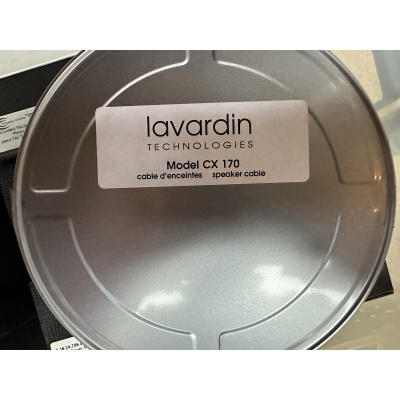 lavardin
TECHNOLOGIES
Model CX 170
cable d'enceintes speaker cable